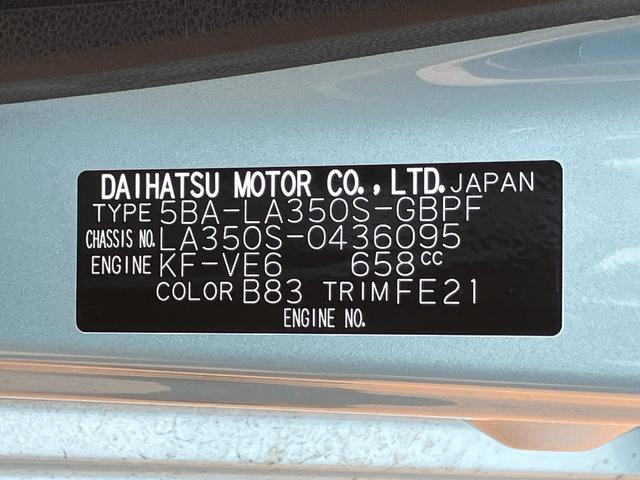 DAIHATSU MOTOR CO., LTD. JAPAN
TYPE 5BA-LA350S-GBPF
CHASSIS NO. LA350S-0436095
ENGINE KF-VE6 658cc
COLOR B83 TRIM FE21
ENGINE NO.